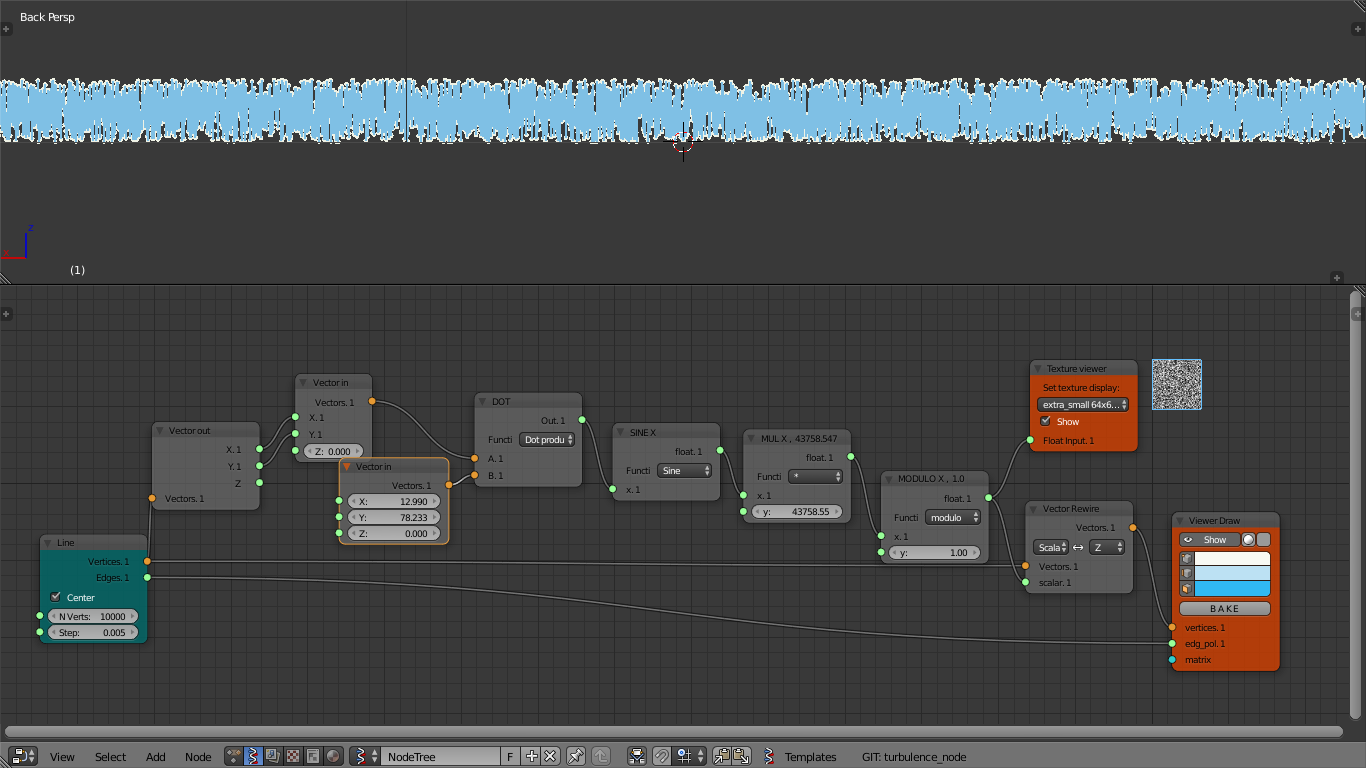 Back Persp
z
x
(1)
Line
Vertices. 1
Edges. 1
Center
N Verts: 10000
Step: 0.005
Vector out
X. 1
Y. 1
Z
Vectors. 1
Vector in
Vectors. 1
X. 1
Y. 1
Z: 0.000
Vector in
Vectors. 1
X: 12.990
Y: 78.233
Z: 0.000
DOT
Out. 1
Functi Dot produ
A. 1
B. 1
SINE X
float. 1
Functi Sine
x. 1
MUL X , 43758.547
float. 1
Functi *
x. 1
y: 43758.55
MODULO X , 1.0
float. 1
Functi modulo
x. 1
y: 1.00
Texture viewer
Set texture display:
extra_small 64x6...
Show
Float Input. 1
Vector Rewire
Vectors. 1
Scala Z
Vectors. 1
scalar. 1
Viewer Draw
Show
B A K E
vertices. 1
edg_pol. 1
matrix
View Select Add Node NodeTree F Templates GIT: turbulence_node